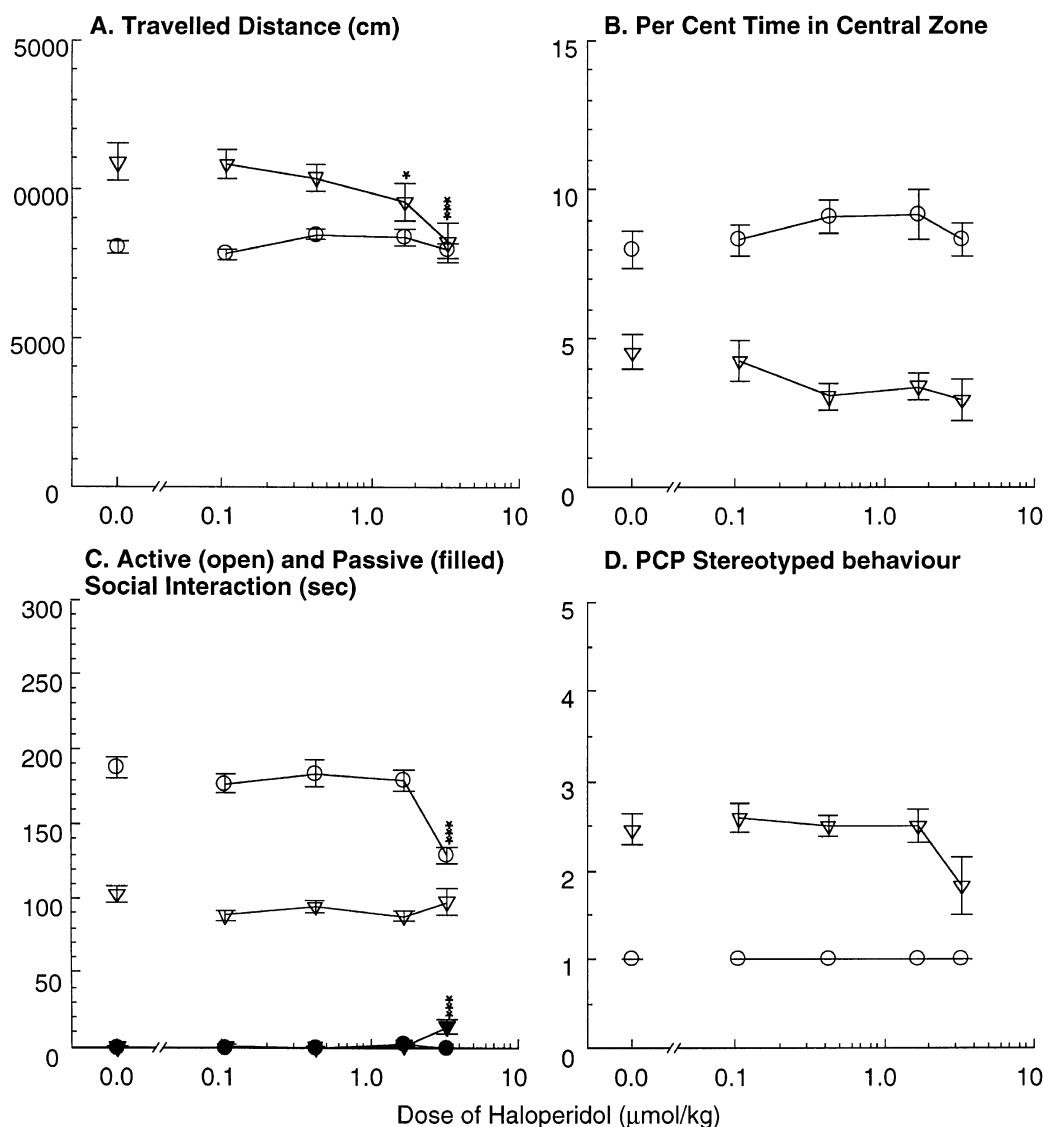 A. Travelled Distance (cm)
5000
0000
5000
0
0.0 0.1 1.0 10
*
***
B. Per Cent Time in Central Zone
15
10
5
0
0.0 0.1 1.0 10
C. Active (open) and Passive (filled)
Social Interaction (sec)
300
250
200
150
100
50
0
0.0 0.1 1.0 10
***
***
D. PCP Stereotyped behaviour
5
4
3
2
1
0
0.0 0.1 1.0 10
Dose of Haloperidol (μmol/kg)